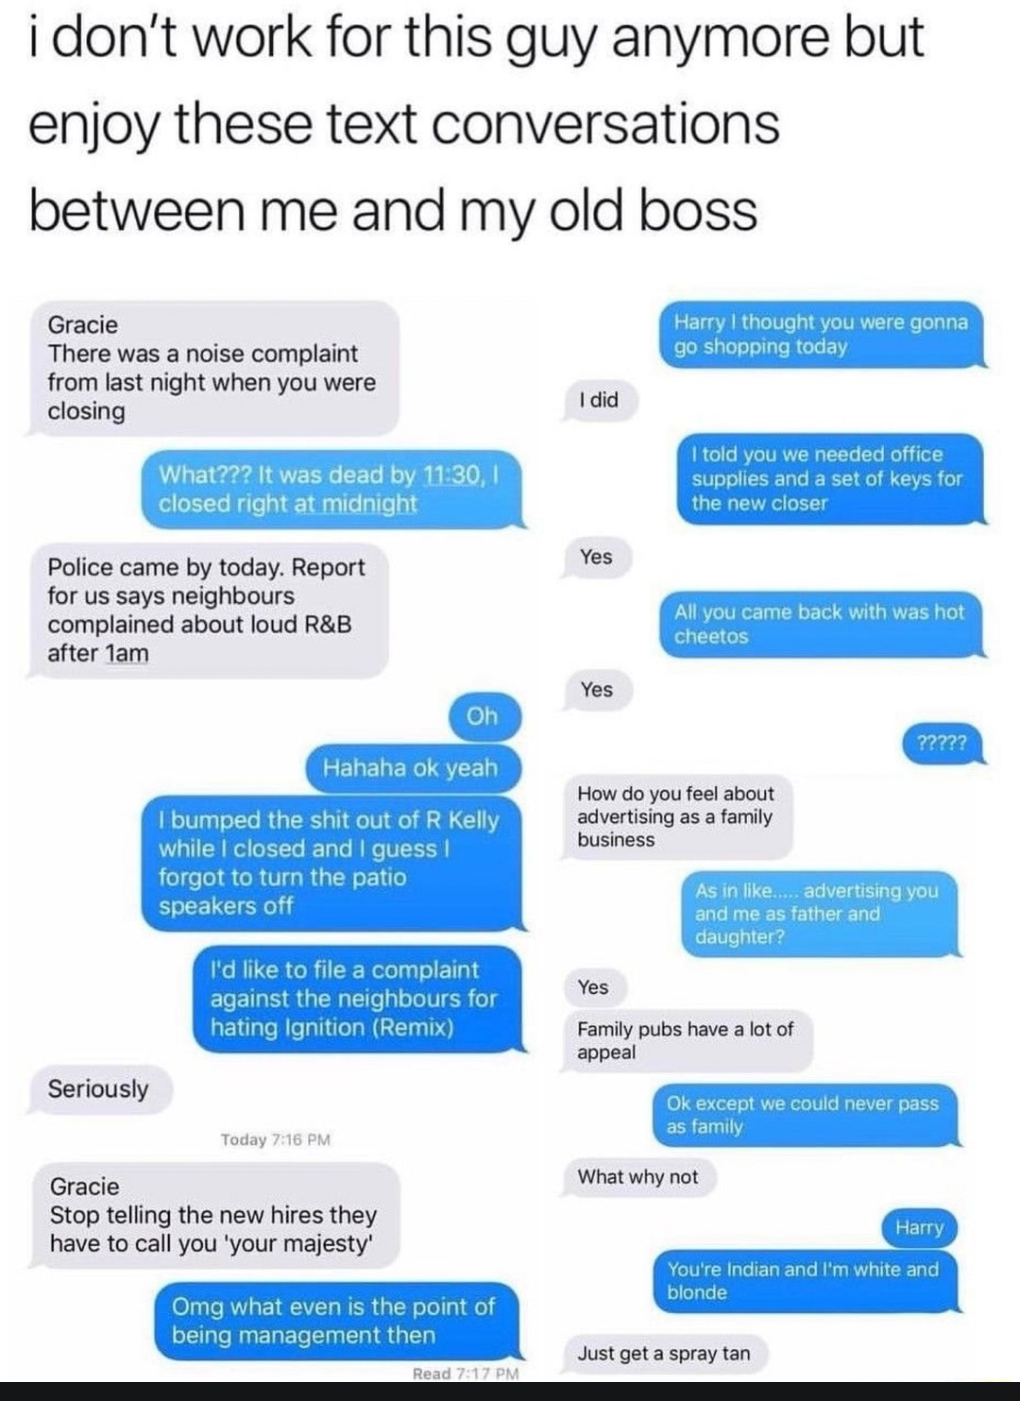 i don't work for this guy anymore but
enjoy these text conversations
between me and my old boss
Gracie
There was a noise complaint
from last night when you were
closing
What??? It was dead by 11:30, I
closed right at midnight
Police came by today. Report
for us says neighbours
complained about loud R&B
after 1am
Oh
Hahaha ok yeah
I bumped the shit out of R Kelly
while I closed and I guess I
forgot to turn the patio
speakers off
I'd like to file a complaint
against the neighbours for
hating Ignition (Remix)
Seriously
Today 7:16 PM
Gracie
Stop telling the new hires they
have to call you 'your majesty'
Omg what even is the point of
being management then
Read 7:17 PM
Harry I thought you were gonna
go shopping today
I did
I told you we needed office
supplies and a set of keys for
the new closer
Yes
All you came back with was hot
cheetos
Yes
?????
How do you feel about
advertising as a family
business
As in like..... advertising you
and me as father and
daughter?
Yes
Family pubs have a lot of
appeal
Ok except we could never pass
as family
What why not
Harry
You're Indian and I'm white and
blonde
Just get a spray tan